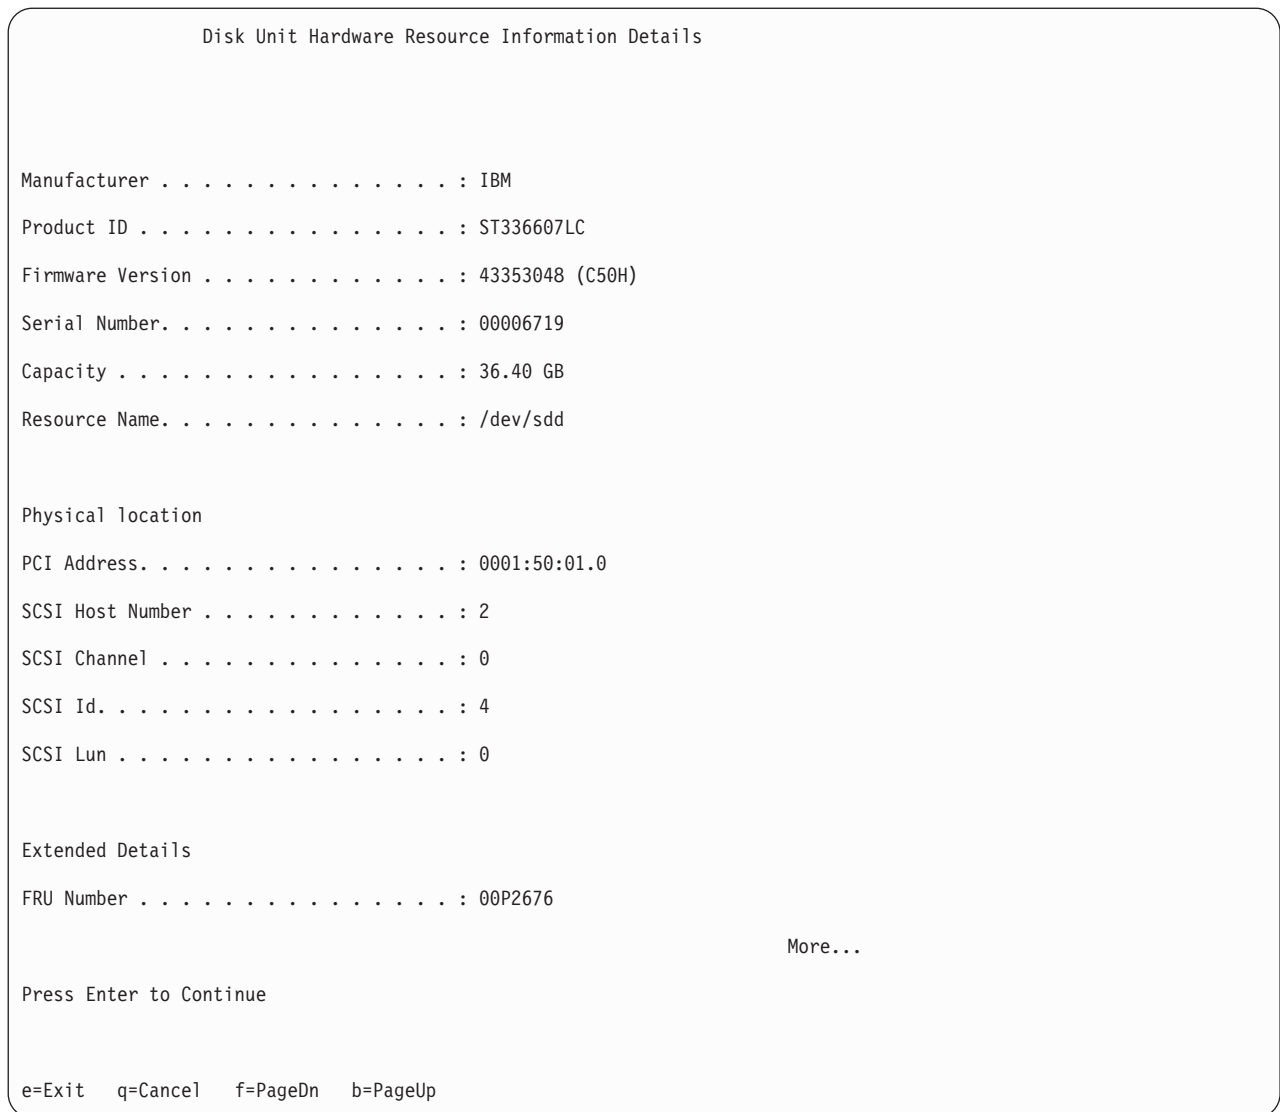 Disk Unit Hardware Resource Information Details
Manufacturer . . . . . . . . . . . . . . : IBM
Product ID . . . . . . . . . . . . . . . : ST336607LC
Firmware Version . . . . . . . . . . . . : 43353048 (C50H)
Serial Number. . . . . . . . . . . . . . : 00006719
Capacity . . . . . . . . . . . . . . . . : 36.40 GB
Resource Name. . . . . . . . . . . . . . : /dev/sdd
Physical location
PCI Address. . . . . . . . . . . . . . . : 0001:50:01.0
SCSI Host Number . . . . . . . . . . . . : 2
SCSI Channel . . . . . . . . . . . . . . : 0
SCSI Id. . . . . . . . . . . . . . . . . : 4
SCSI Lun . . . . . . . . . . . . . . . . : 0
Extended Details
FRU Number . . . . . . . . . . . . . . . : 00P2676
More...
Press Enter to Continue
e=Exit   q=Cancel   f=PageDn   b=PageUp